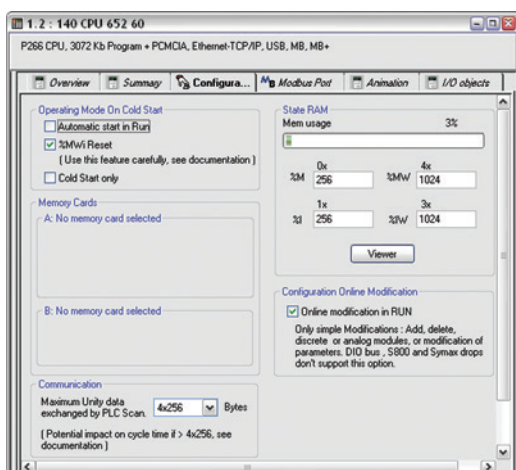 1.2 : 140 CPU 652 60
P266 CPU, 3072 Kb Program + PCMCIA, Ethernet-TCP/IP, USB, MB, MB+
Overview
Summary
Configura...
MB Modbus Port
Animation
I/O objects
Operating Mode On Cold Start
Automatic start in Run
%MWi Reset
( Use this feature carefully, see documentation )
Cold Start only
Memory Cards
A: No memory card selected
B: No memory card selected
Communication
Maximum Unity data
exchanged by PLC Scan.
4x256
Bytes
( Potential impact on cycle time if > 4x256, see
documentation )
State RAM
Mem usage
3%
0x
4x
%M
256
%MW
1024
1x
3x
%I
256
%IW
1024
Viewer
Configuration Online Modification
Online modification in RUN
Only simple Modifications : Add, delete,
discrete or analog modules, or modification of
parameters. DIO bus , S800 and Symax drops
don't support this option.